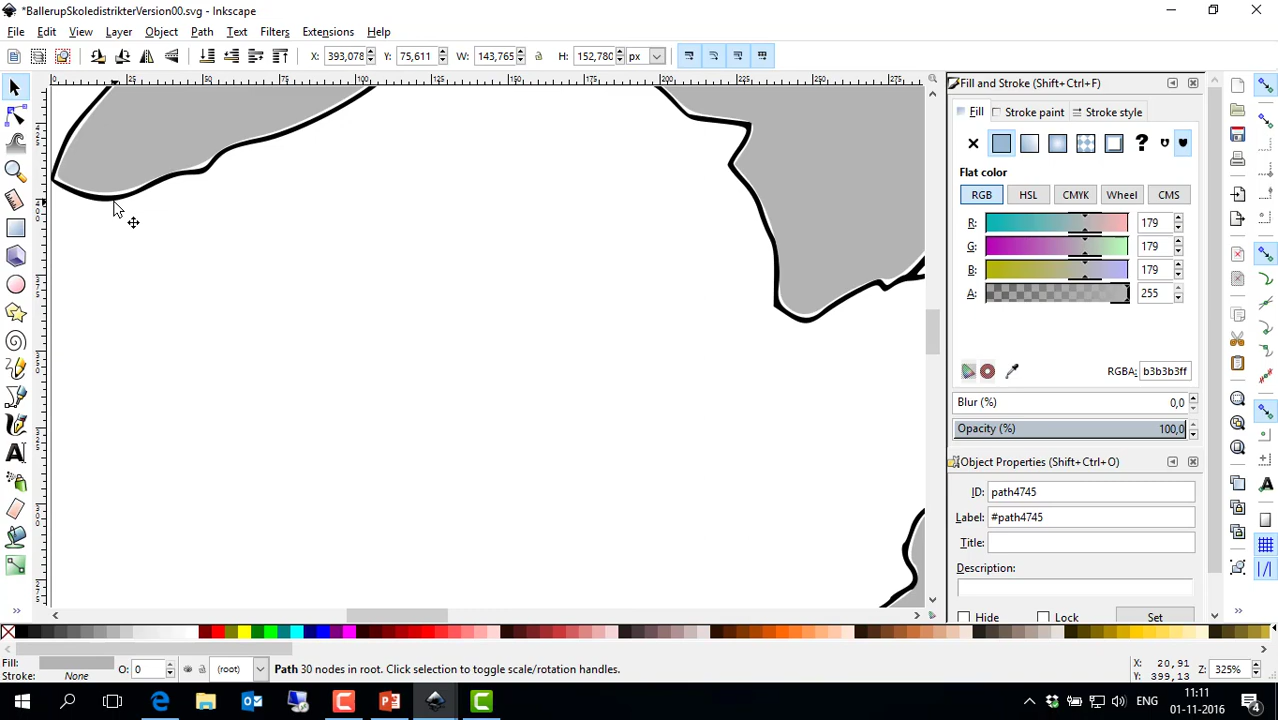 *BallerupSkoledistrikterVersion00.svg - Inkscape
File Edit View Layer Object Path Text Filters Extensions Help
X: 393,078 Y: 75,611 W: 143,765 H: 152,780 px
Fill and Stroke (Shift+Ctrl+F)
Fill Stroke paint Stroke style
Flat color
RGB HSL CMYK Wheel CMS
R: 179
G: 179
B: 179
A: 255
RGBA: b3b3b3ff
Blur (%) 0,0
Opacity (%) 100,0
Object Properties (Shift+Ctrl+O)
ID: path4745
Label: #path4745
Title:
Description:
Hide Lock Set
Fill:
Stroke: None
O: 0
(root)
Path 30 nodes in root. Click selection to toggle scale/rotation handles.
X: 20,91
Y: 399,13
Z: 325%
ENG
11:11
01-11-2016